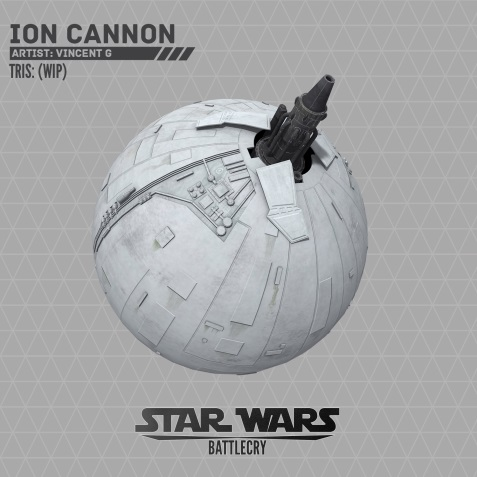 ION CANNON
ARTIST: VINCENT G
TRIS: (WIP)
STAR WARS
BATTLECRY